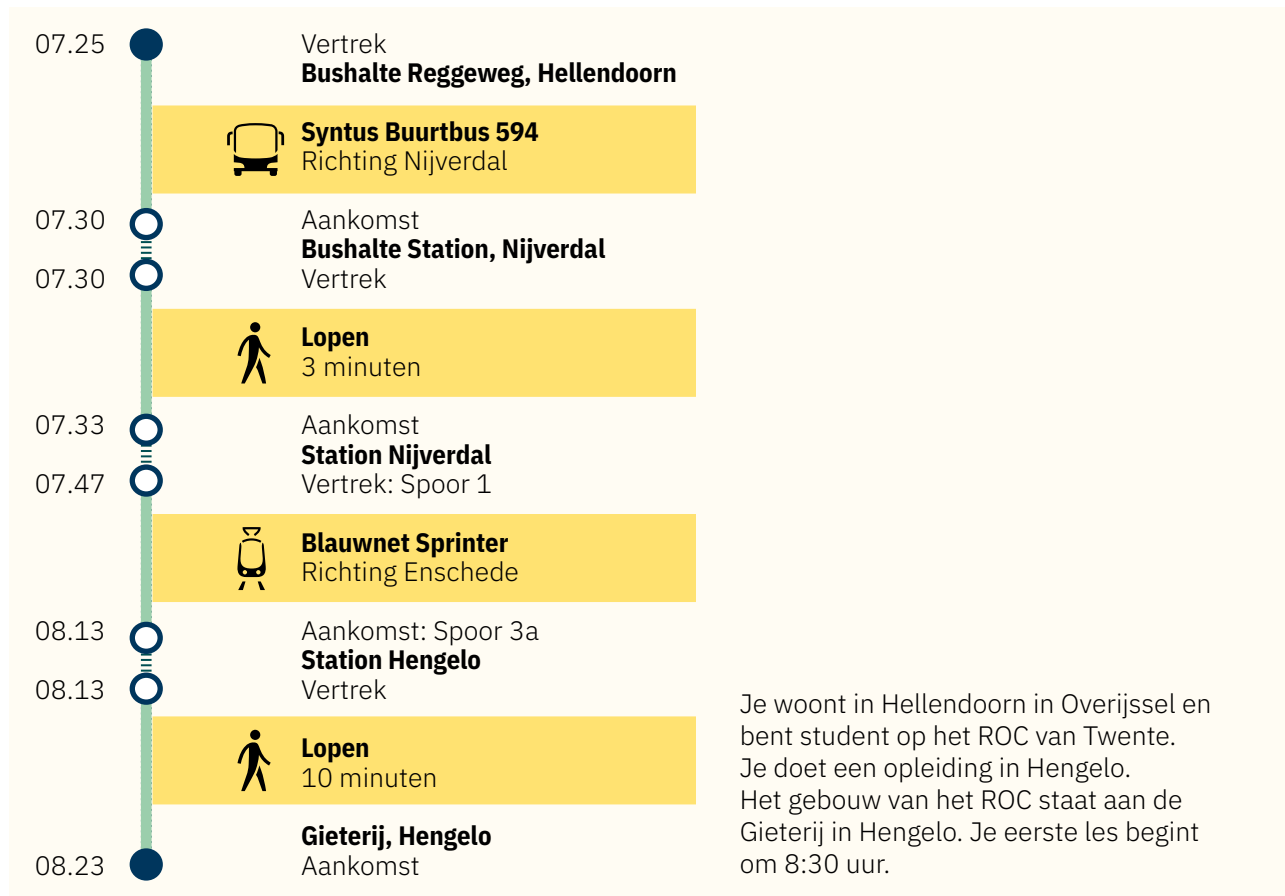 07.25
Vertrek
Bushalte Reggeweg, Hellendoorn
Syntus Buurtbus 594
Richting Nijverdal
07.30
Aankomst
Bushalte Station, Nijverdal
07.30
Vertrek
Lopen
3 minuten
07.33
Aankomst
Station Nijverdal
07.47
Vertrek: Spoor 1
Blauwnet Sprinter
Richting Enschede
08.13
Aankomst: Spoor 3a
Station Hengelo
08.13
Vertrek
Lopen
10 minuten
Gieterij, Hengelo
08.23
Aankomst
Je woont in Hellendoorn in Overijssel en
bent student op het ROC van Twente.
Je doet een opleiding in Hengelo.
Het gebouw van het ROC staat aan de
Gieterij in Hengelo. Je eerste les begint
om 8:30 uur.